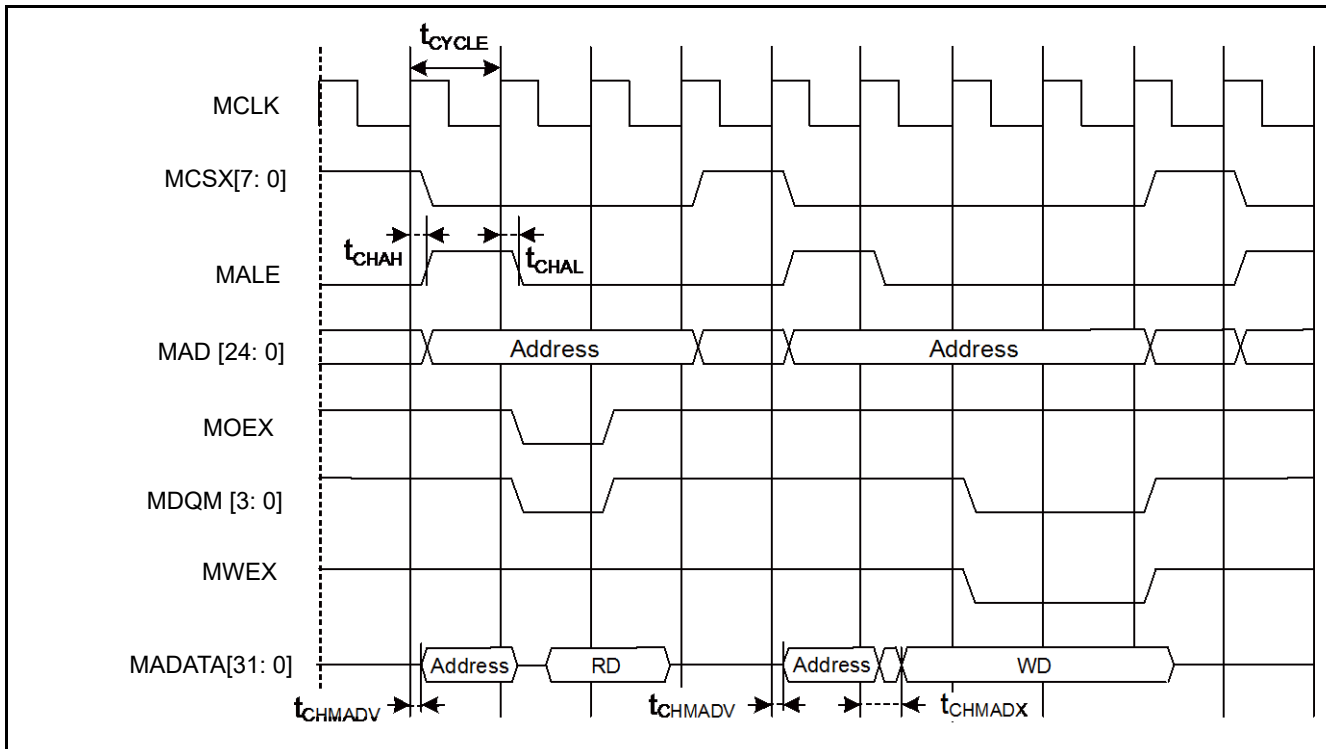 tCYCLE
MCLK
MCSX[7: 0]
tCHAH
tCHAL
MALE
MAD [24: 0]
Address
Address
MOEX
MDQM [3: 0]
MWEX
MADATA[31: 0]
Address
RD
Address
WD
tCHMADV
tCHMADV
tCHMADX